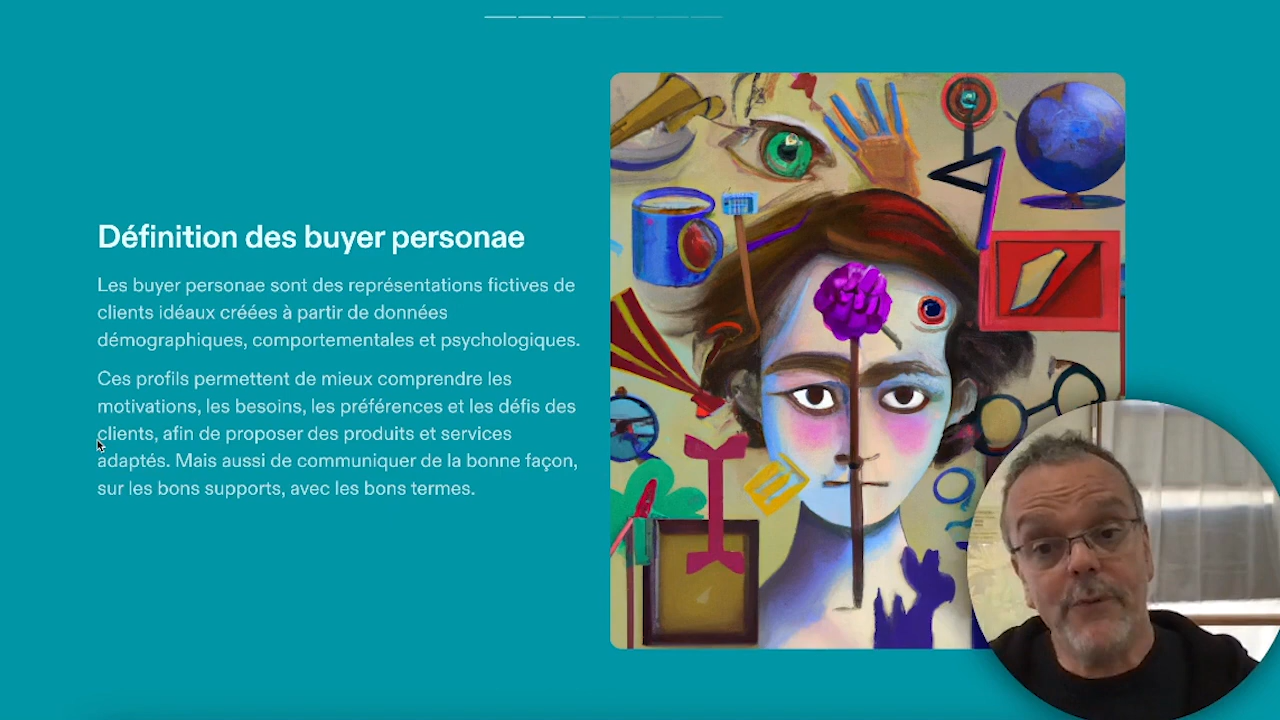 Définition des buyer personae
Les buyer personae sont des représentations fictives de
clients idéaux créées à partir de données
démographiques, comportementales et psychologiques.
Ces profils permettent de mieux comprendre les
motivations, les besoins, les préférences et les défis des
clients, afin de proposer des produits et services
adaptés. Mais aussi de communiquer de la bonne façon,
sur les bons supports, avec les bons termes.